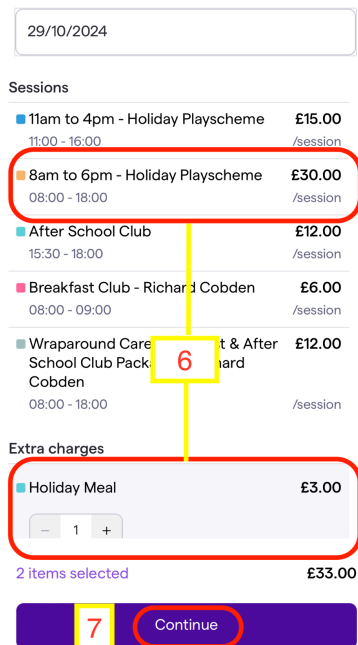 29/10/2024
Sessions
11am to 4pm - Holiday Playscheme £15.00
11:00 - 16:00 /session
8am to 6pm - Holiday Playscheme £30.00
08:00 - 18:00 /session
After School Club £12.00
15:30 - 18:00 /session
Breakfast Club - Richard Cobden £6.00
08:00 - 09:00 /session
Wraparound Care t & After £12.00
School Club Pack hard
6
Cobden
08:00 - 18:00 /session
Extra charges
Holiday Meal £3.00
− 1 +
2 items selected £33.00
7 Continue